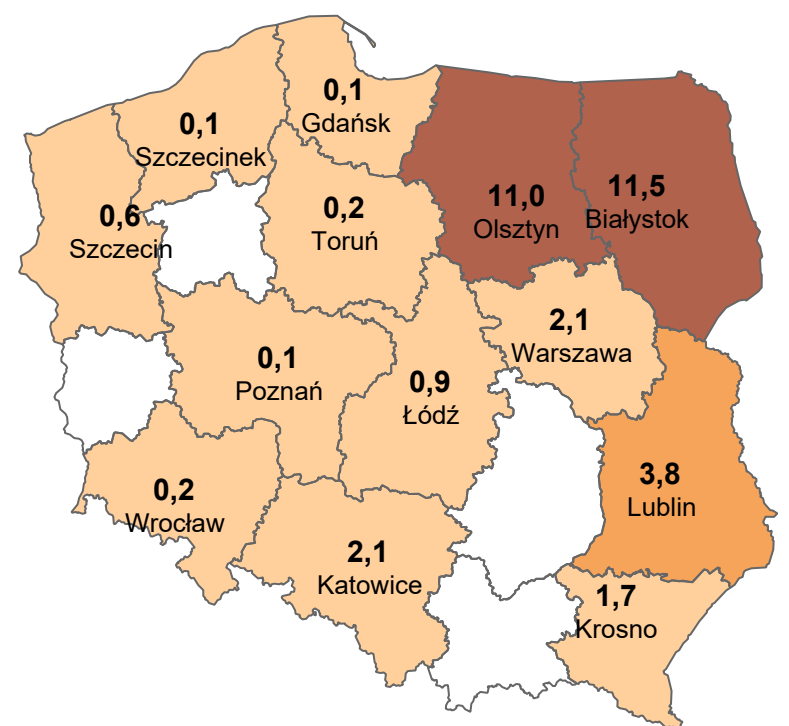 0,1
Gdańsk
0,1
Szczecinek
11,5
Białystok
11,0
Olsztyn
0,2
Toruń
0,6
Szczecin
2,1
Warszawa
0,1
Poznań
0,9
Łódź
3,8
Lublin
0,2
Wrocław
2,1
Katowice
1,7
Krosno